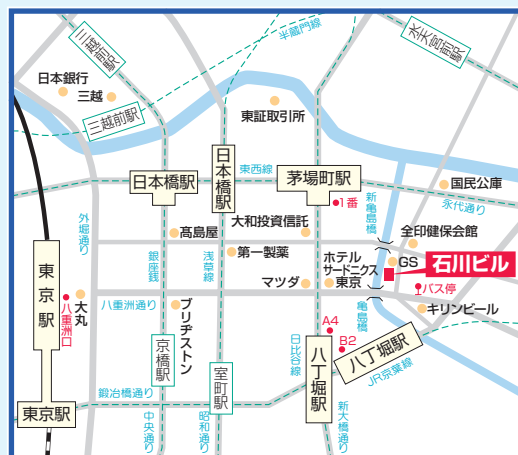 半蔵門線
三越前駅
水天宮前駅
日本銀行
三越
三越前駅
東証取引所
日本橋駅
日本橋駅
東西線
茅場町駅
1番
新亀島橋
国民公庫
永代通り
外堀通り
髙島屋
大和投資信託
全印健保会館
銀座銭
浅草線
第一製薬
ホテル
サードニクス
東京
GS
石川ビル
東京駅
八重洲口
大丸
八重洲通り
ブリヂストン
マツダ
亀島橋
バス停
キリンビール
A4
B2
日比谷線
京橋駅
室町駅
八丁堀駅
八丁堀駅
JR京葉線
鍛冶橋通り
東京駅
中央通り
昭和通り
新大橋通り